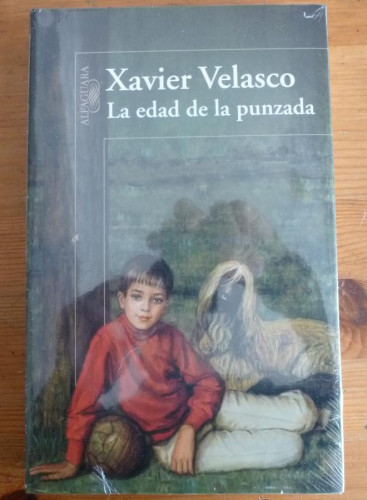 Xavier Velasco
La edad de la punzada
ALFAGUARA